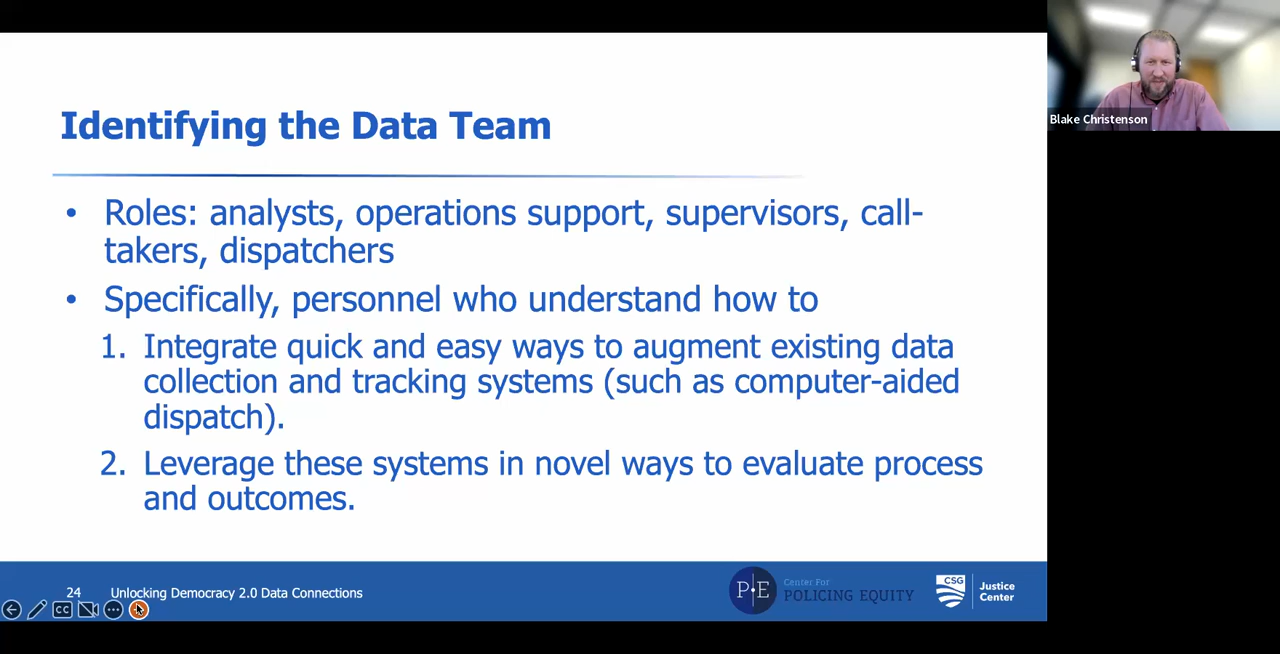 Identifying the Data Team
• Roles: analysts, operations support, supervisors, call-
takers, dispatchers
• Specifically, personnel who understand how to
1. Integrate quick and easy ways to augment existing data
collection and tracking systems (such as computer-aided
dispatch).
2. Leverage these systems in novel ways to evaluate process
and outcomes.
24 Unlocking Democracy 2.0 Data Connections
P·E
Center For
POLICING EQUITY
CSG
Justice
Center
CC
Blake Christenson